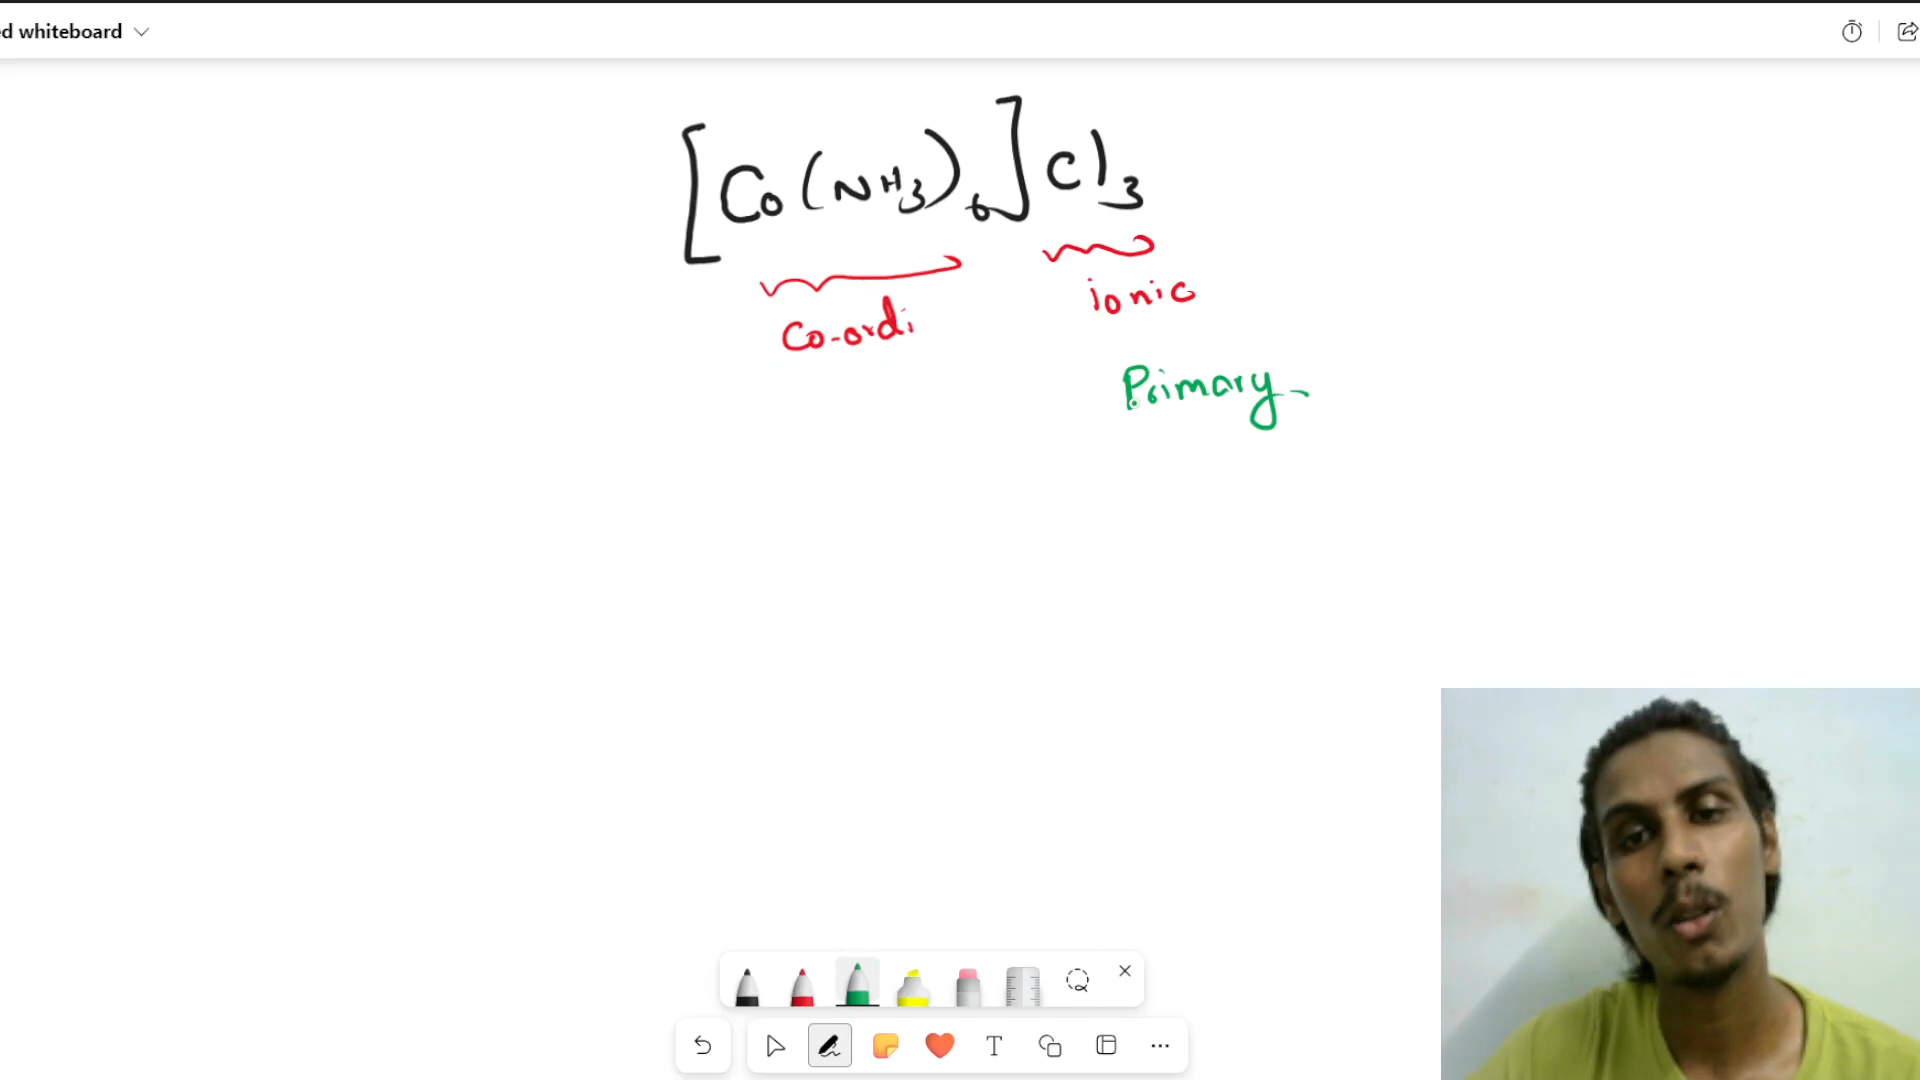 d whiteboard
[Co(NH3)6]Cl3
Co-ordi
ionic
Primary-
T